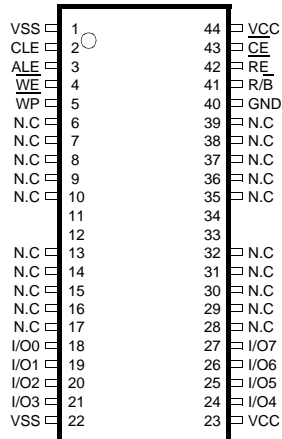 VSS 1 44 VCC
CLE 2 43 CE
ALE 3 42 RE
WE 4 41 R/B
WP 5 40 GND
N.C 6 39 N.C
N.C 7 38 N.C
N.C 8 37 N.C
N.C 9 36 N.C
N.C 10 35 N.C
11 34
12 33
N.C 13 32 N.C
N.C 14 31 N.C
N.C 15 30 N.C
N.C 16 29 N.C
N.C 17 28 N.C
I/O0 18 27 I/O7
I/O1 19 26 I/O6
I/O2 20 25 I/O5
I/O3 21 24 I/O4
VSS 22 23 VCC